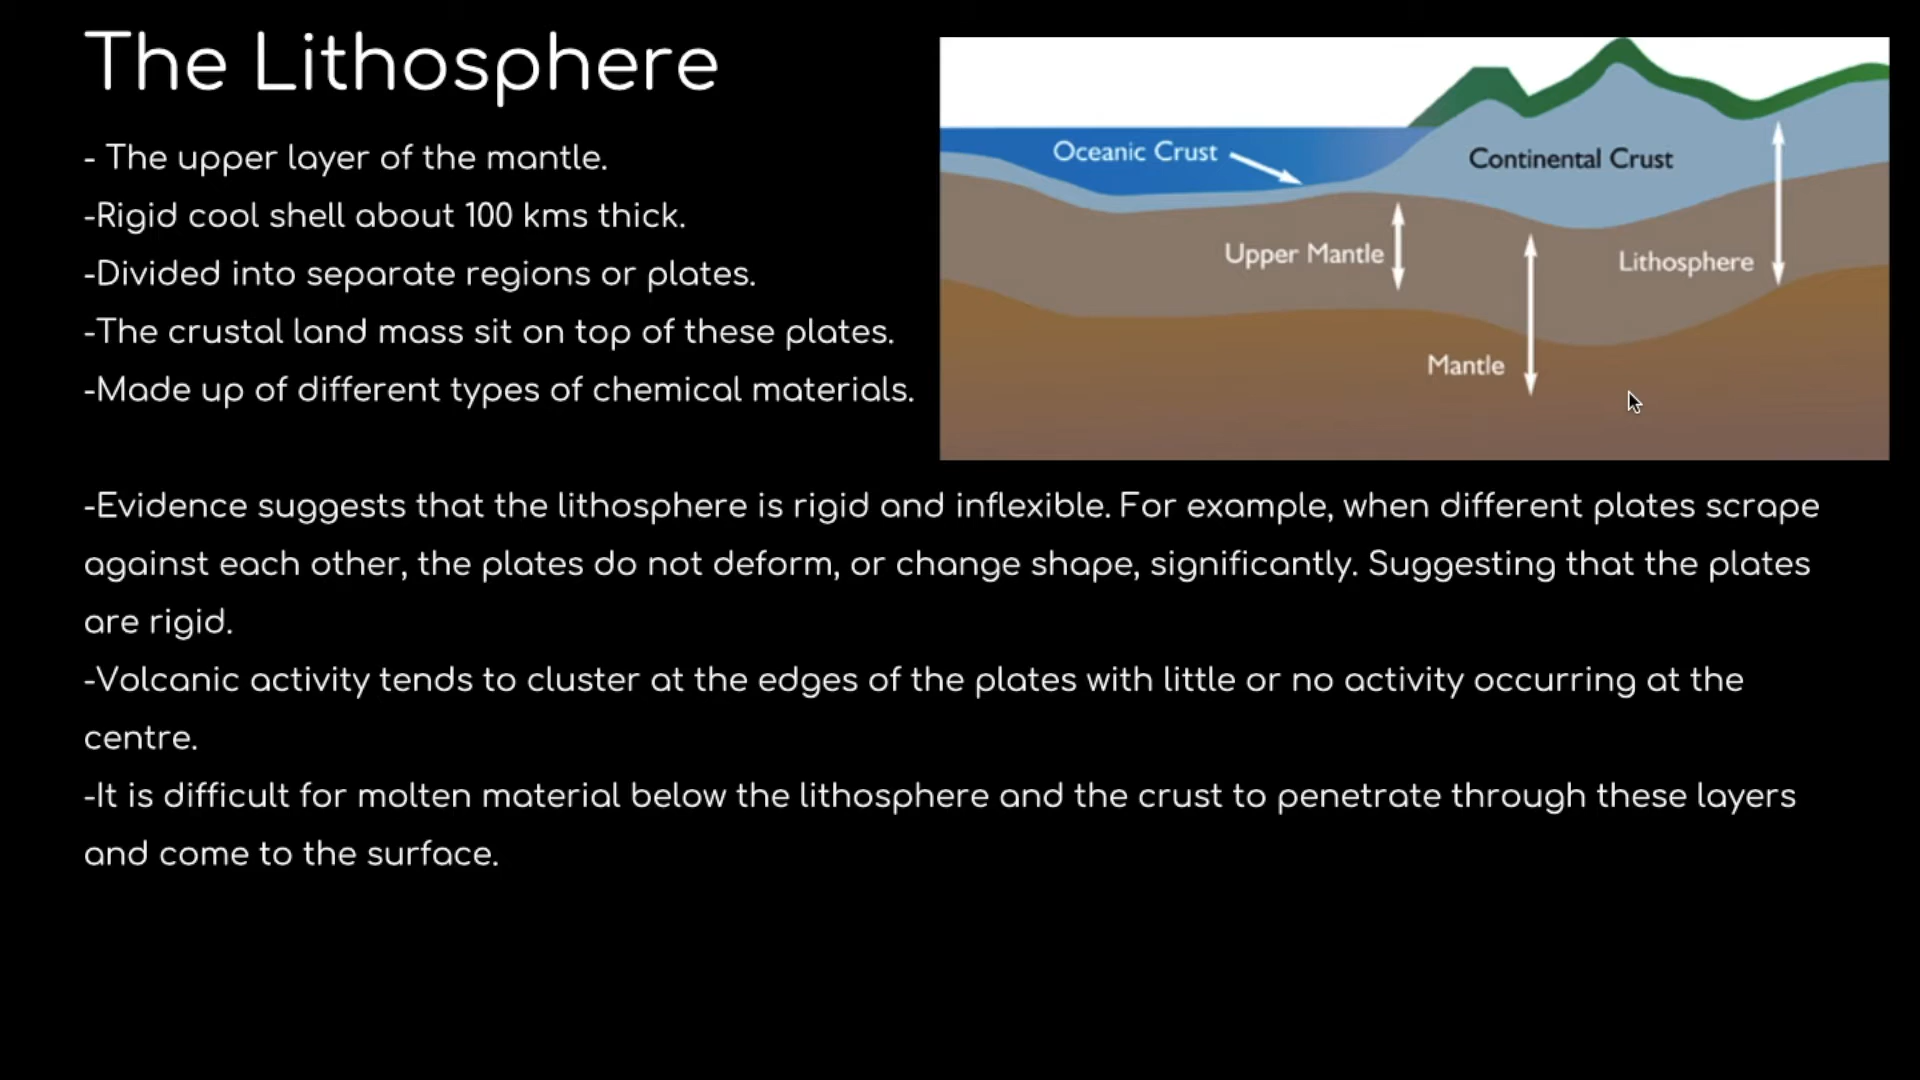 The Lithosphere
- The upper layer of the mantle.
-Rigid cool shell about 100 kms thick.
-Divided into separate regions or plates.
-The crustal land mass sit on top of these plates.
-Made up of different types of chemical materials.
Oceanic Crust
Continental Crust
Upper Mantle
Lithosphere
Mantle
-Evidence suggests that the lithosphere is rigid and inflexible. For example, when different plates scrape
against each other, the plates do not deform, or change shape, significantly. Suggesting that the plates
are rigid.
-Volcanic activity tends to cluster at the edges of the plates with little or no activity occurring at the
centre.
-It is difficult for molten material below the lithosphere and the crust to penetrate through these layers
and come to the surface.